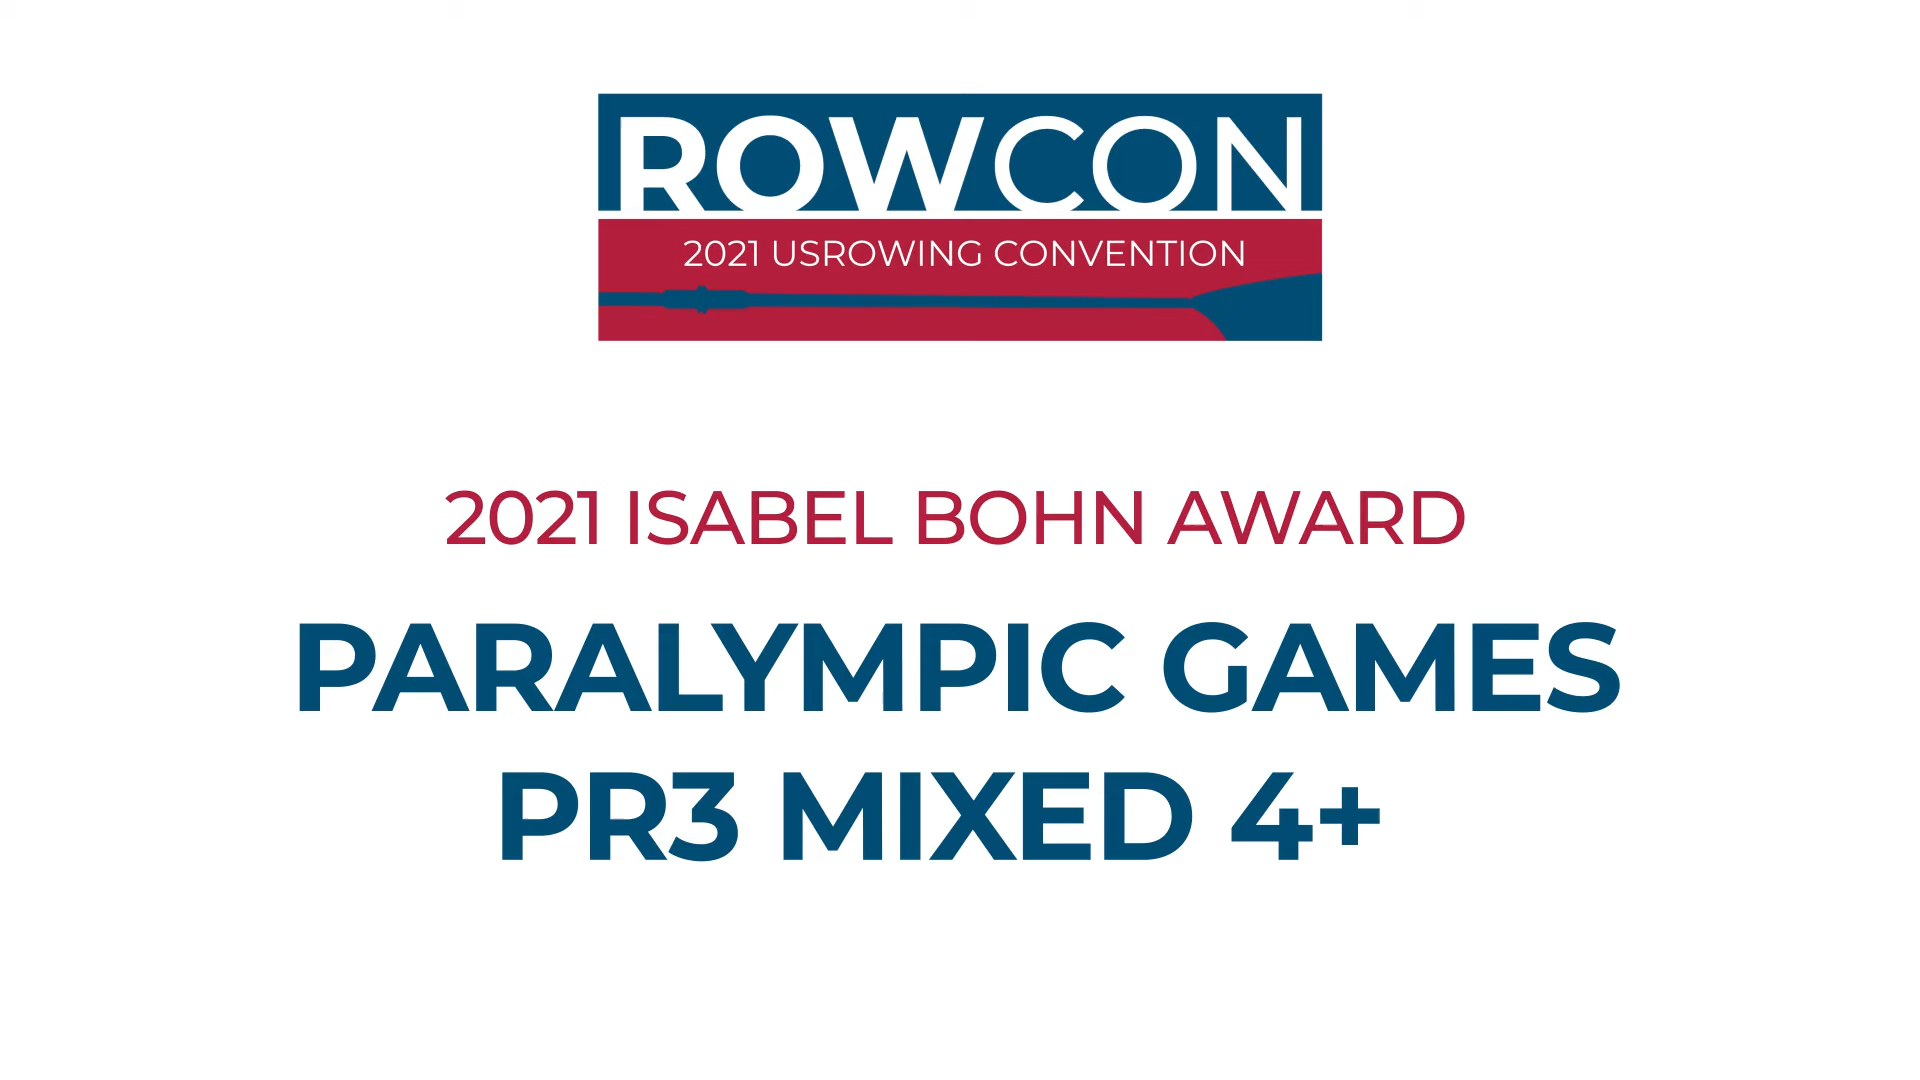 ROWCON
2021 USROWING CONVENTION
2021 ISABEL BOHN AWARD
PARALYMPIC GAMES
PR3 MIXED 4+